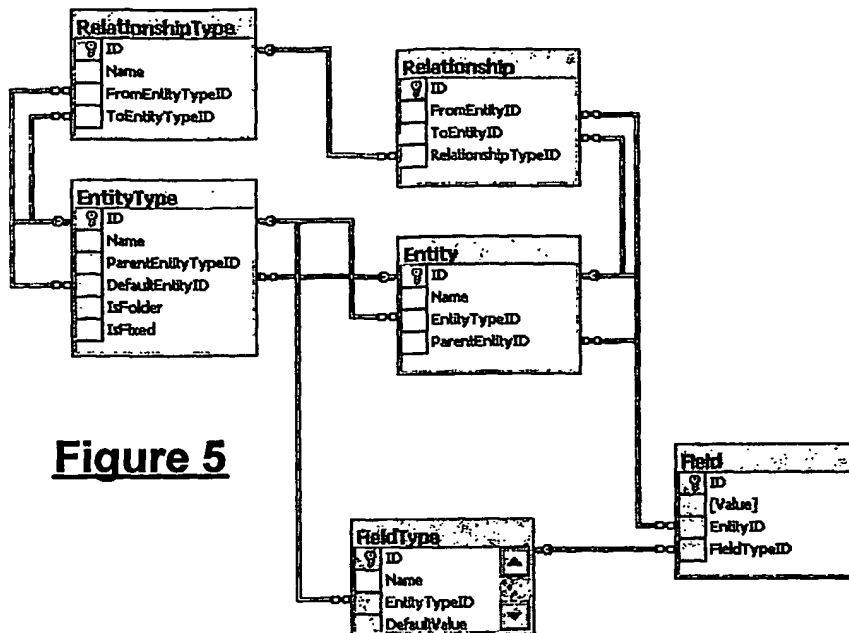 RelationshipType
ID
Name
FromEntityTypeID
ToEntityTypeID
Relationship
ID
FromEntityID
ToEntityID
RelationshipTypeID
EntityType
ID
Name
ParentEntityTypeID
DefaultEntityID
IsFolder
IsFixed
Entity
ID
Name
EntityTypeID
ParentEntityID
Figure 5
Field
ID
[Value]
EntityID
FieldTypeID
FieldType
ID
Name
EntityTypeID
DefaultValue